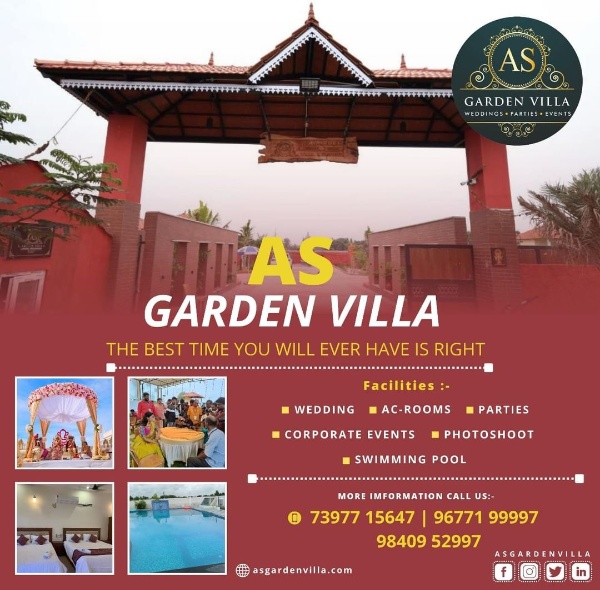 AS
GARDEN VILLA
WEDDINGS • PARTIES • EVENTS
AS
GARDEN VILLA
THE BEST TIME YOU WILL EVER HAVE IS RIGHT
Facilities :-
WEDDING AC-ROOMS PARTIES
CORPORATE EVENTS PHOTOSHOOT
SWIMMING POOL
MORE IMFORMATION CALL US:-
73977 15647 | 96771 99997
98409 52997
ASGARDENVILLA
asgardenvilla.com